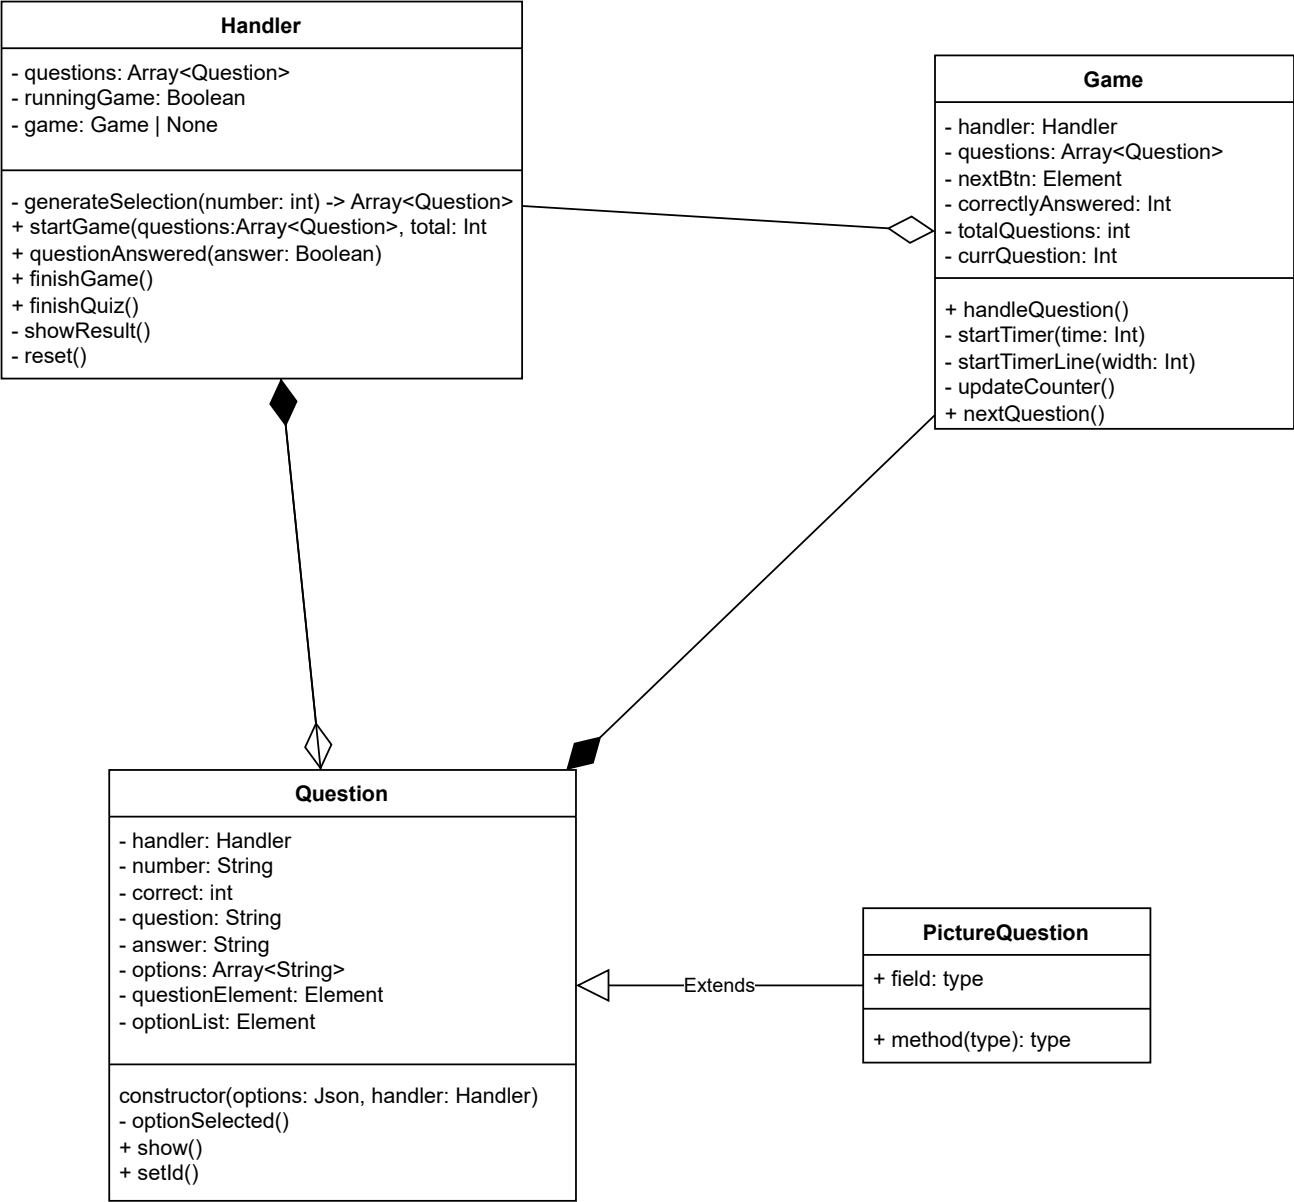 Handler
- questions: Array<Question>
- runningGame: Boolean
- game: Game | None
- generateSelection(number: int) -> Array<Question>
+ startGame(questions:Array<Question>, total: Int
+ questionAnswered(answer: Boolean)
+ finishGame()
+ finishQuiz()
- showResult()
- reset()
Game
- handler: Handler
- questions: Array<Question>
- nextBtn: Element
- correctlyAnswered: Int
- totalQuestions: int
- currQuestion: Int
+ handleQuestion()
- startTimer(time: Int)
- startTimerLine(width: Int)
- updateCounter()
+ nextQuestion()
Question
- handler: Handler
- number: String
- correct: int
- question: String
- answer: String
- options: Array<String>
- questionElement: Element
- optionList: Element
constructor(options: Json, handler: Handler)
- optionSelected()
+ show()
+ setId()
Extends
PictureQuestion
+ field: type
+ method(type): type